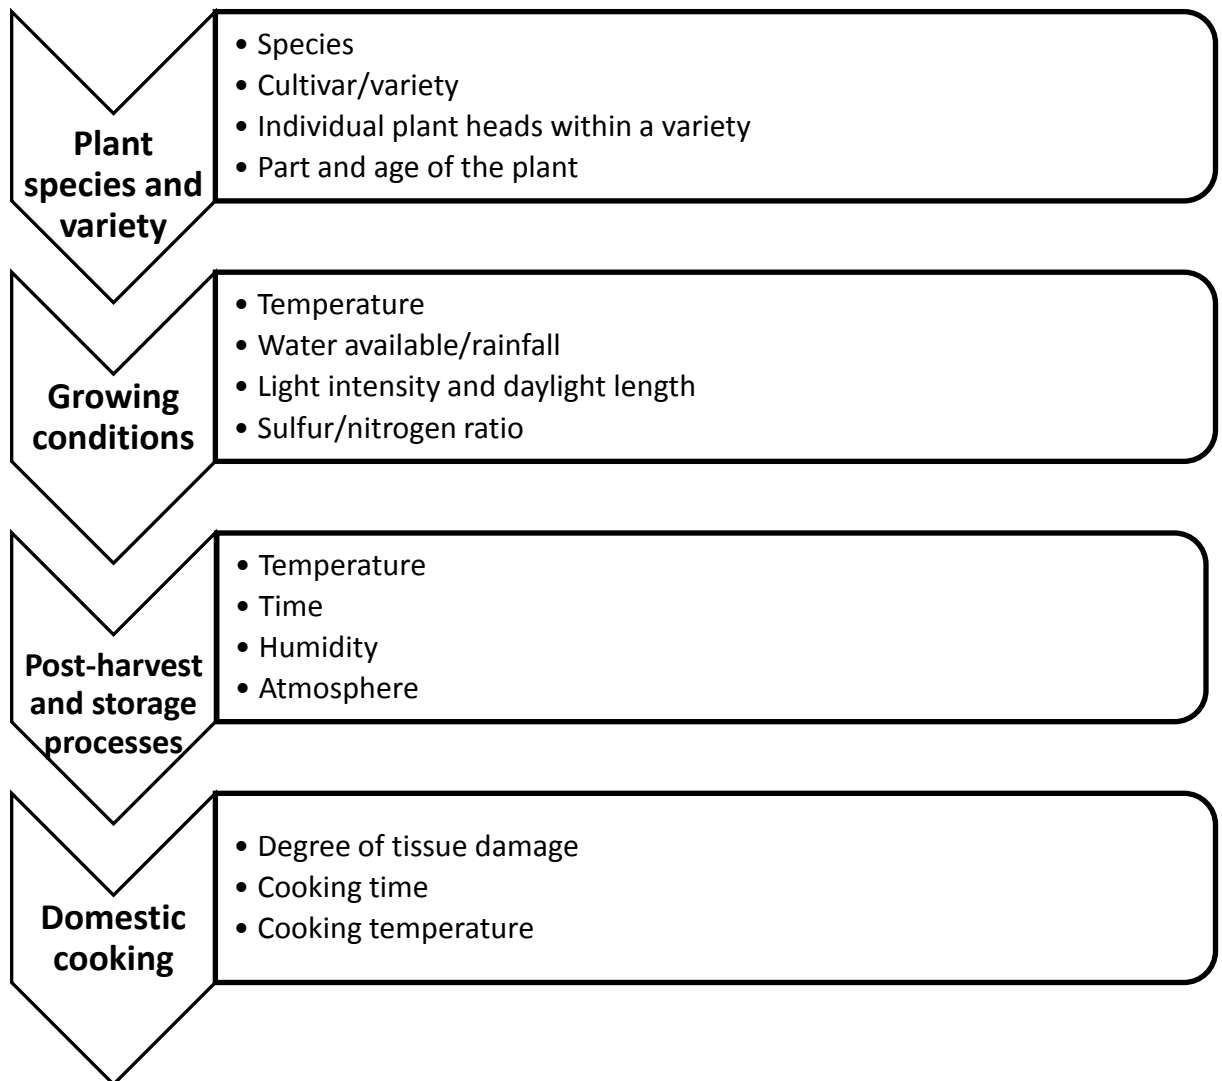 Plant
species and
variety
• Species
• Cultivar/variety
• Individual plant heads within a variety
• Part and age of the plant
Growing
conditions
• Temperature
• Water available/rainfall
• Light intensity and daylight length
• Sulfur/nitrogen ratio
Post-harvest
and storage
processes
• Temperature
• Time
• Humidity
• Atmosphere
Domestic
cooking
• Degree of tissue damage
• Cooking time
• Cooking temperature